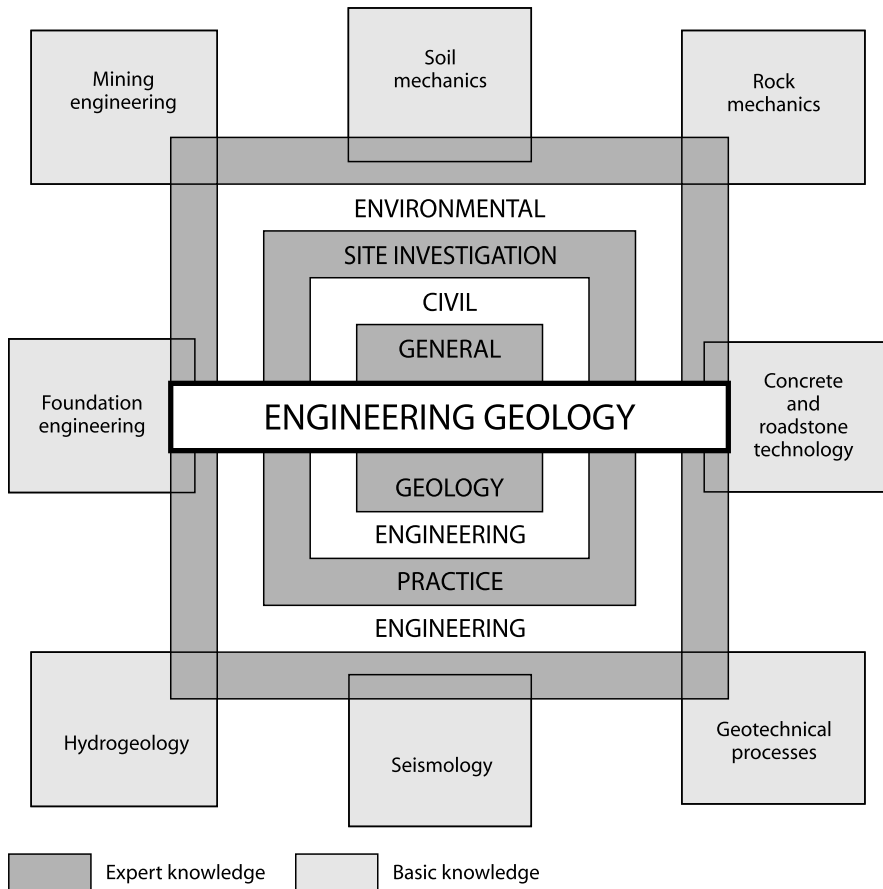 Mining
engineering
Soil
mechanics
Rock
mechanics
ENVIRONMENTAL
SITE INVESTIGATION
CIVIL
GENERAL
Foundation
engineering
ENGINEERING GEOLOGY
Concrete
and
roadstone
technology
GEOLOGY
ENGINEERING
PRACTICE
ENGINEERING
Hydrogeology
Seismology
Geotechnical
processes
Expert knowledge
Basic knowledge